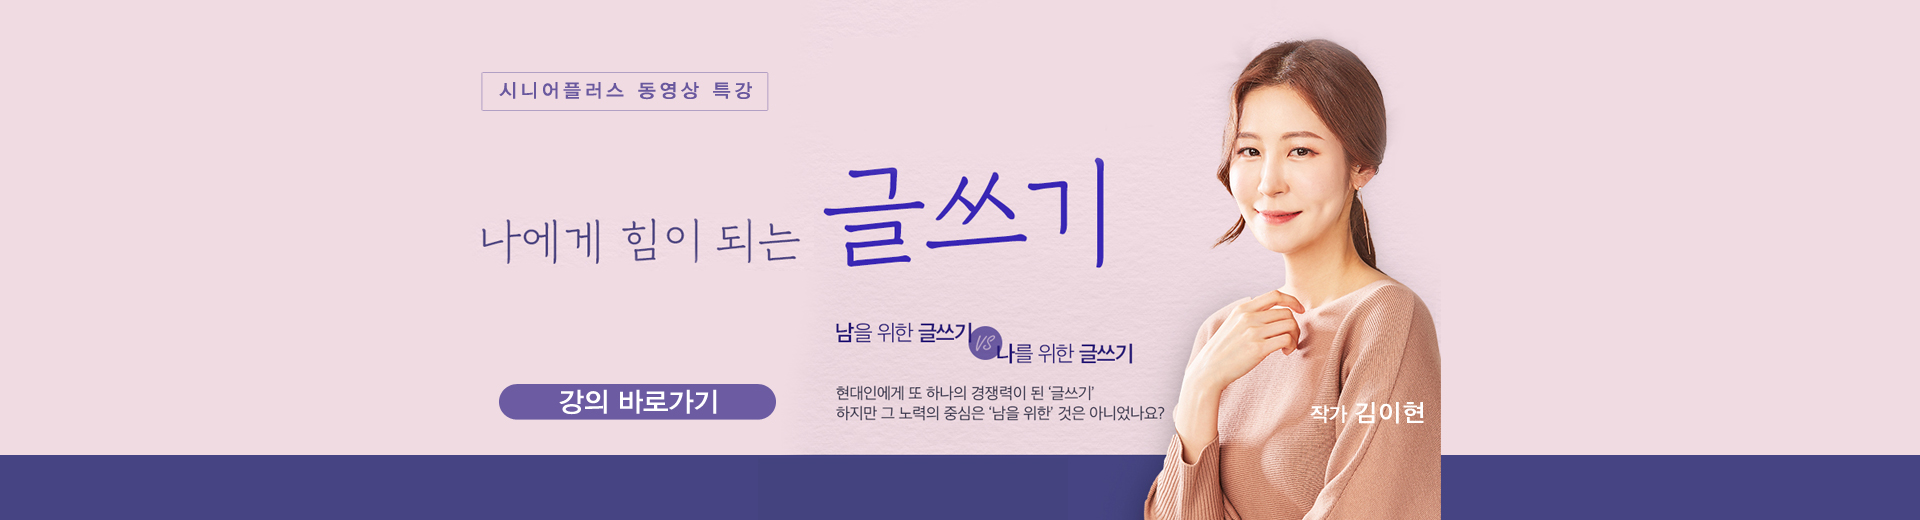 시니어플러스 동영상 특강
나에게 힘이 되는 글쓰기
남을 위한 글쓰기
VS
나를 위한 글쓰기
현대인에게 또 하나의 경쟁력이 된 ‘글쓰기’
하지만 그 노력의 중심은 ‘남을 위한’ 것은 아니었나요?
강의 바로가기
작가 김이현